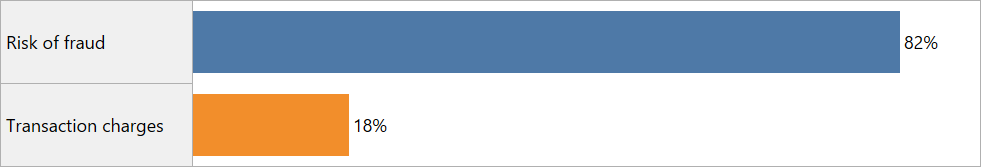 Risk of fraud 82%
Transaction charges 18%